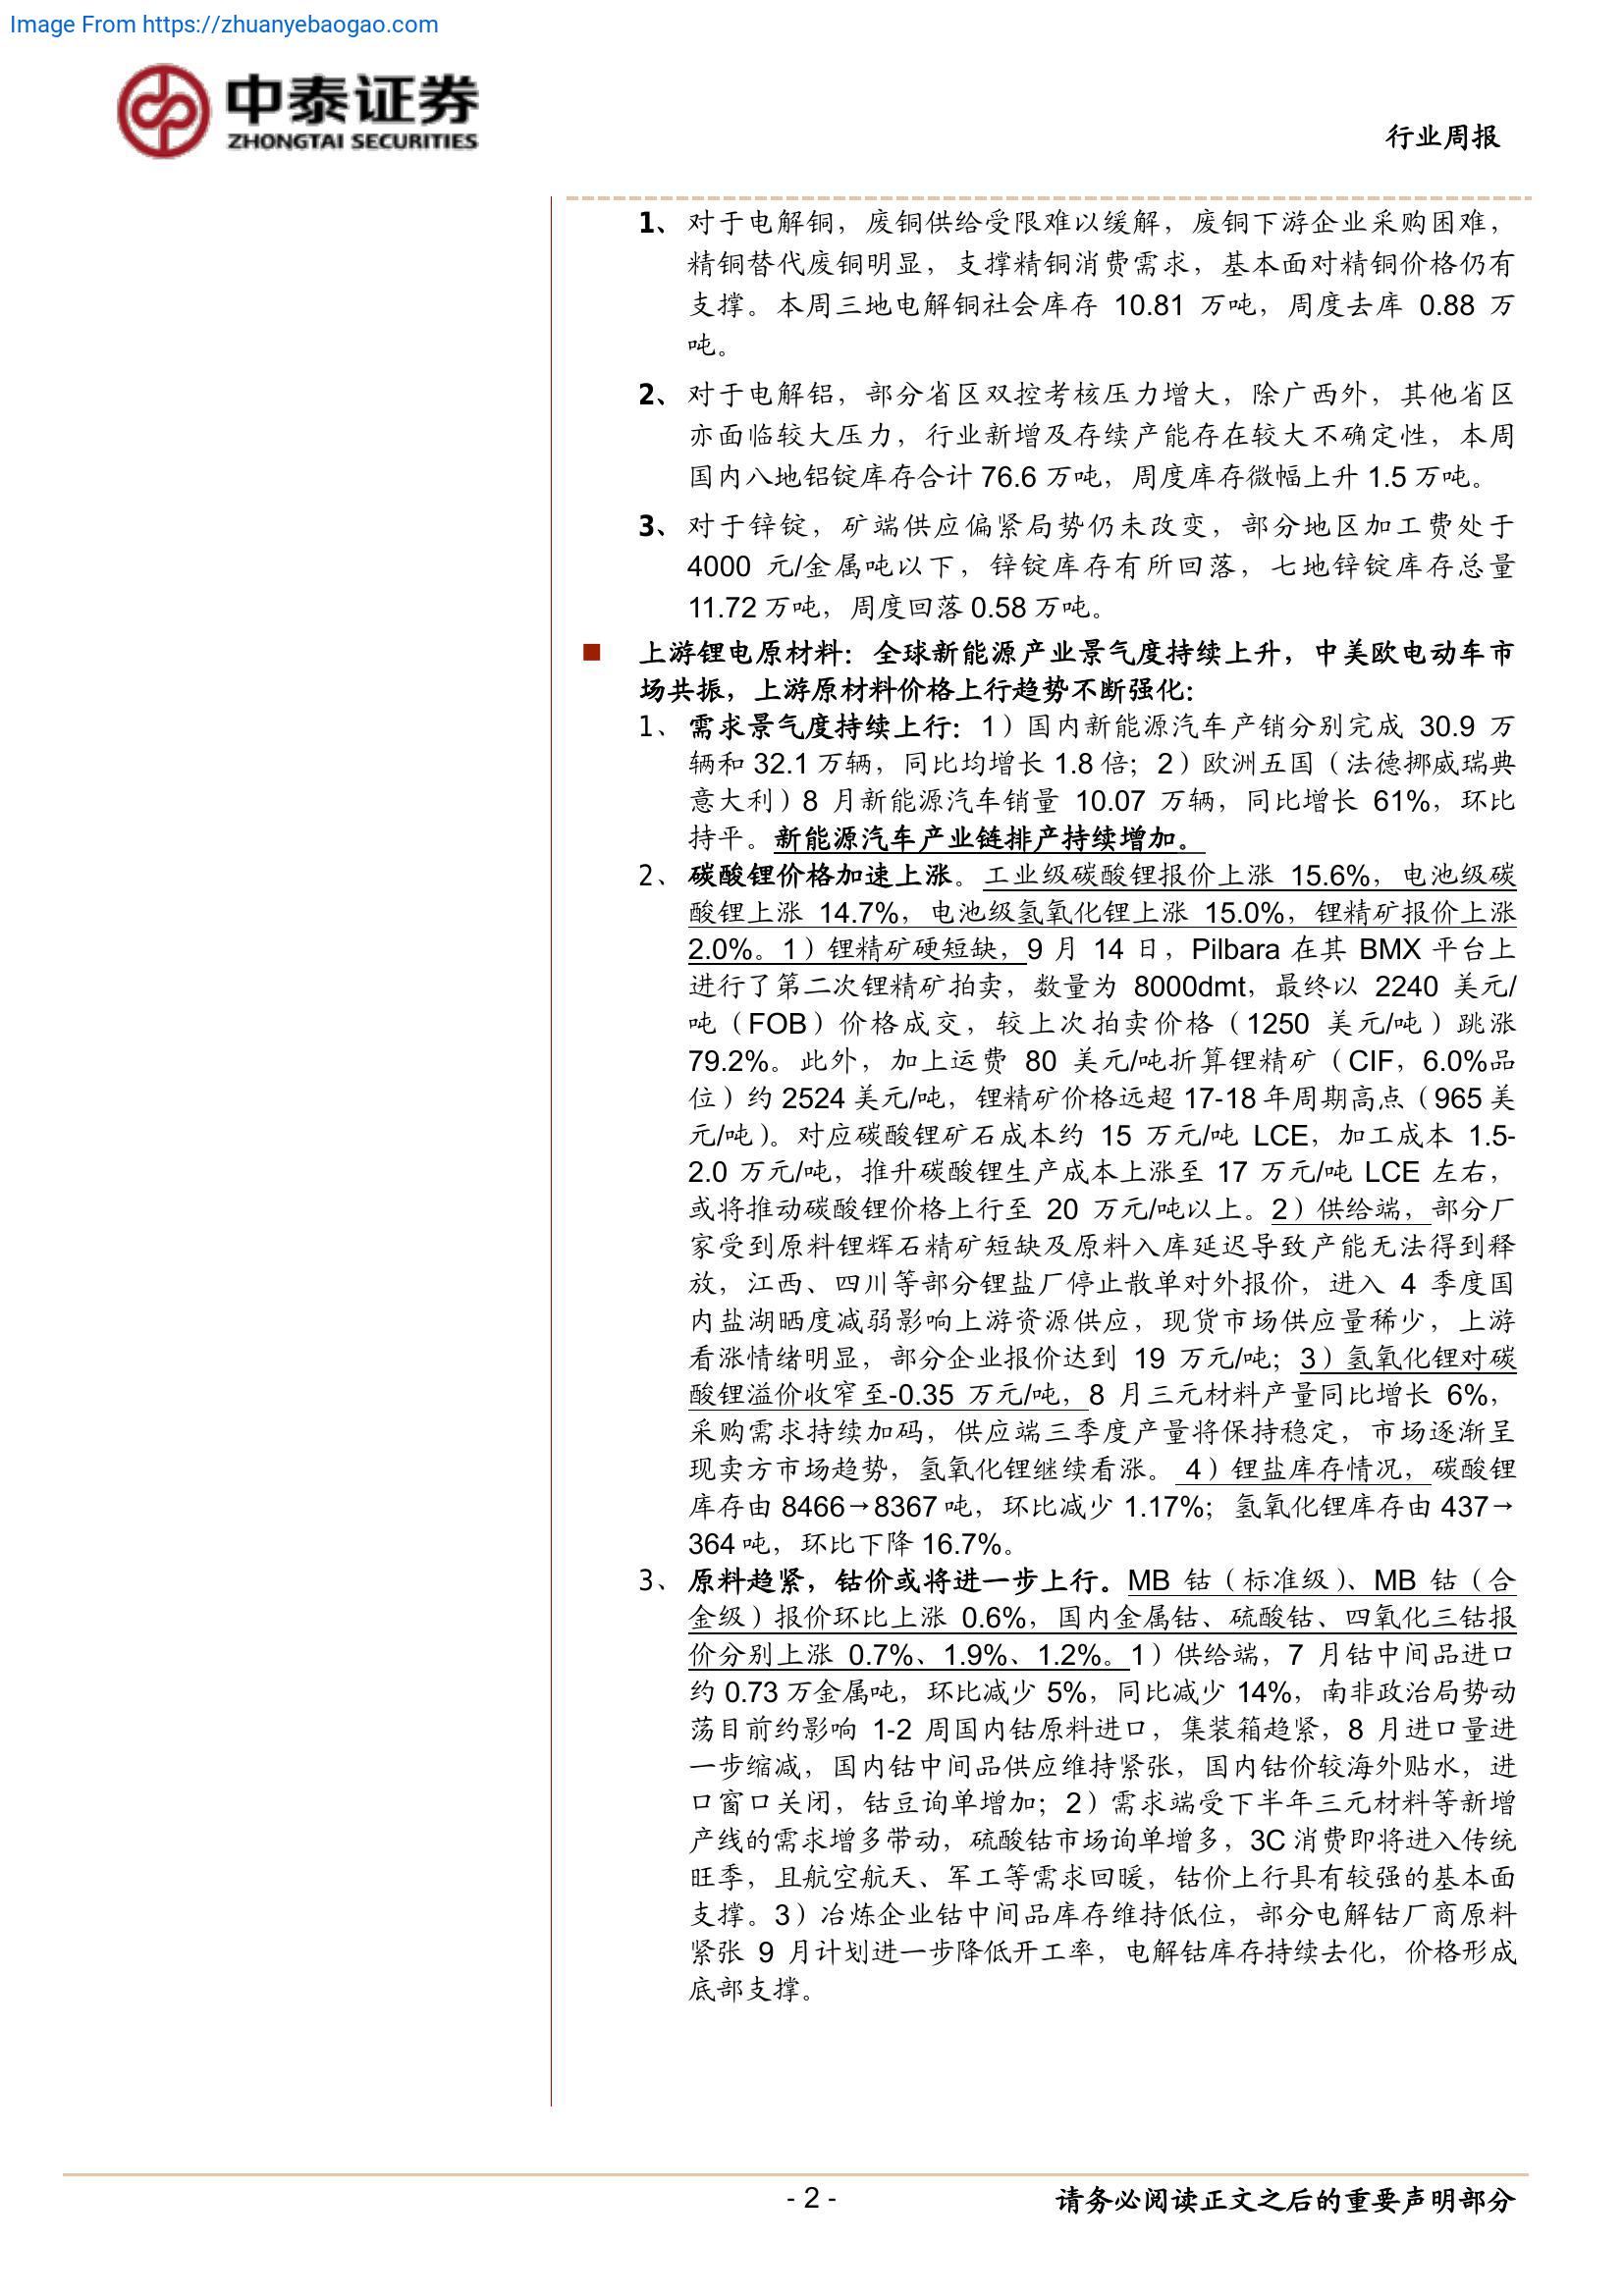 Image From https://zhuanyebaogao.com
中泰证券
ZHONGTAI SECURITIES
行业周报
1、 对于电解铜，废铜供给受限难以缓解，废铜下游企业采购困难，
精铜替代废铜明显，支撑精铜消费需求，基本面对精铜价格仍有
支撑。本周三地电解铜社会库存 10.81 万吨，周度去库 0.88 万
吨。
2、 对于电解铝，部分省区双控考核压力增大，除广西外，其他省区
亦面临较大压力，行业新增及存续产能存在较大不确定性，本周
国内八地铝锭库存合计 76.6 万吨，周度库存微幅上升 1.5 万吨。
3、 对于锌锭，矿端供应偏紧局势仍未改变，部分地区加工费处于
4000 元/金属吨以下，锌锭库存有所回落，七地锌锭库存总量
11.72 万吨，周度回落 0.58 万吨。
■ 上游锂电原材料：全球新能源产业景气度持续上升，中美欧电动车市
场共振，上游原材料价格上行趋势不断强化：
1、 需求景气度持续上行：1）国内新能源汽车产销分别完成 30.9 万
辆和 32.1 万辆，同比均增长 1.8 倍；2）欧洲五国（法德挪威瑞典
意大利）8 月新能源汽车销量 10.07 万辆，同比增长 61%，环比
持平。新能源汽车产业链排产持续增加。
2、 碳酸锂价格加速上涨。工业级碳酸锂报价上涨 15.6%，电池级碳
酸锂上涨 14.7%，电池级氢氧化锂上涨 15.0%，锂精矿报价上涨
2.0%。1）锂精矿硬短缺，9 月 14 日，Pilbara 在其 BMX 平台上
进行了第二次锂精矿拍卖，数量为 8000dmt，最终以 2240 美元/
吨（FOB）价格成交，较上次拍卖价格（1250 美元/吨）跳涨
79.2%。此外，加上运费 80 美元/吨折算锂精矿（CIF，6.0%品
位）约 2524 美元/吨，锂精矿价格远超 17-18 年周期高点（965 美
元/吨）。对应碳酸锂矿石成本约 15 万元/吨 LCE，加工成本 1.5-
2.0 万元/吨，推升碳酸锂生产成本上涨至 17 万元/吨 LCE 左右，
或将推动碳酸锂价格上行至 20 万元/吨以上。2）供给端，部分厂
家受到原料锂辉石精矿短缺及原料入库延迟导致产能无法得到释
放，江西、四川等部分锂盐厂停止散单对外报价，进入 4 季度国
内盐湖晒度减弱影响上游资源供应，现货市场供应量稀少，上游
看涨情绪明显，部分企业报价达到 19 万元/吨；3）氢氧化锂对碳
酸锂溢价收窄至-0.35 万元/吨，8 月三元材料产量同比增长 6%，
采购需求持续加码，供应端三季度产量将保持稳定，市场逐渐呈
现卖方市场趋势，氢氧化锂继续看涨。 4）锂盐库存情况，碳酸锂
库存由 8466→8367 吨，环比减少 1.17%；氢氧化锂库存由 437→
364 吨，环比下降 16.7%。
3、 原料趋紧，钴价或将进一步上行。MB 钴（标准级）、MB 钴（合
金级）报价环比上涨 0.6%，国内金属钴、硫酸钴、四氧化三钴报
价分别上涨 0.7%、1.9%、1.2%。1）供给端，7 月钴中间品进口
约 0.73 万金属吨，环比减少 5%，同比减少 14%，南非政治局势动
荡目前约影响 1-2 周国内钴原料进口，集装箱趋紧，8 月进口量进
一步缩减，国内钴中间品供应维持紧张，国内钴价较海外贴水，进
口窗口关闭，钴豆询单增加；2）需求端受下半年三元材料等新增
产线的需求增多带动，硫酸钴市场询单增多，3C 消费即将进入传统
旺季，且航空航天、军工等需求回暖，钴价上行具有较强的基本面
支撑。3）冶炼企业钴中间品库存维持低位，部分电解钴厂商原料
紧张 9 月计划进一步降低开工率，电解钴库存持续去化，价格形成
底部支撑。
- 2 -
请务必阅读正文之后的重要声明部分